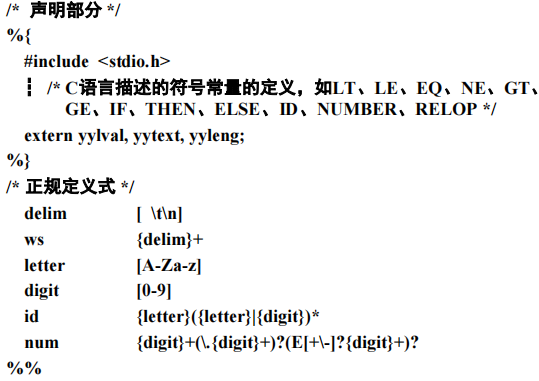 /* 声明部分 */
%{
#include <stdio.h>
┇ /* C语言描述的符号常量的定义，如LT、LE、EQ、NE、GT、
GE、IF、THEN、ELSE、ID、NUMBER、RELOP */
extern yylval, yytext, yyleng;
%}
/* 正规定义式 */
delim [ \t\n]
ws {delim}+
letter [A-Za-z]
digit [0-9]
id {letter}({letter}|{digit})*
num {digit}+(\.{digit}+)?(E[+\-]?{digit}+)?
%%